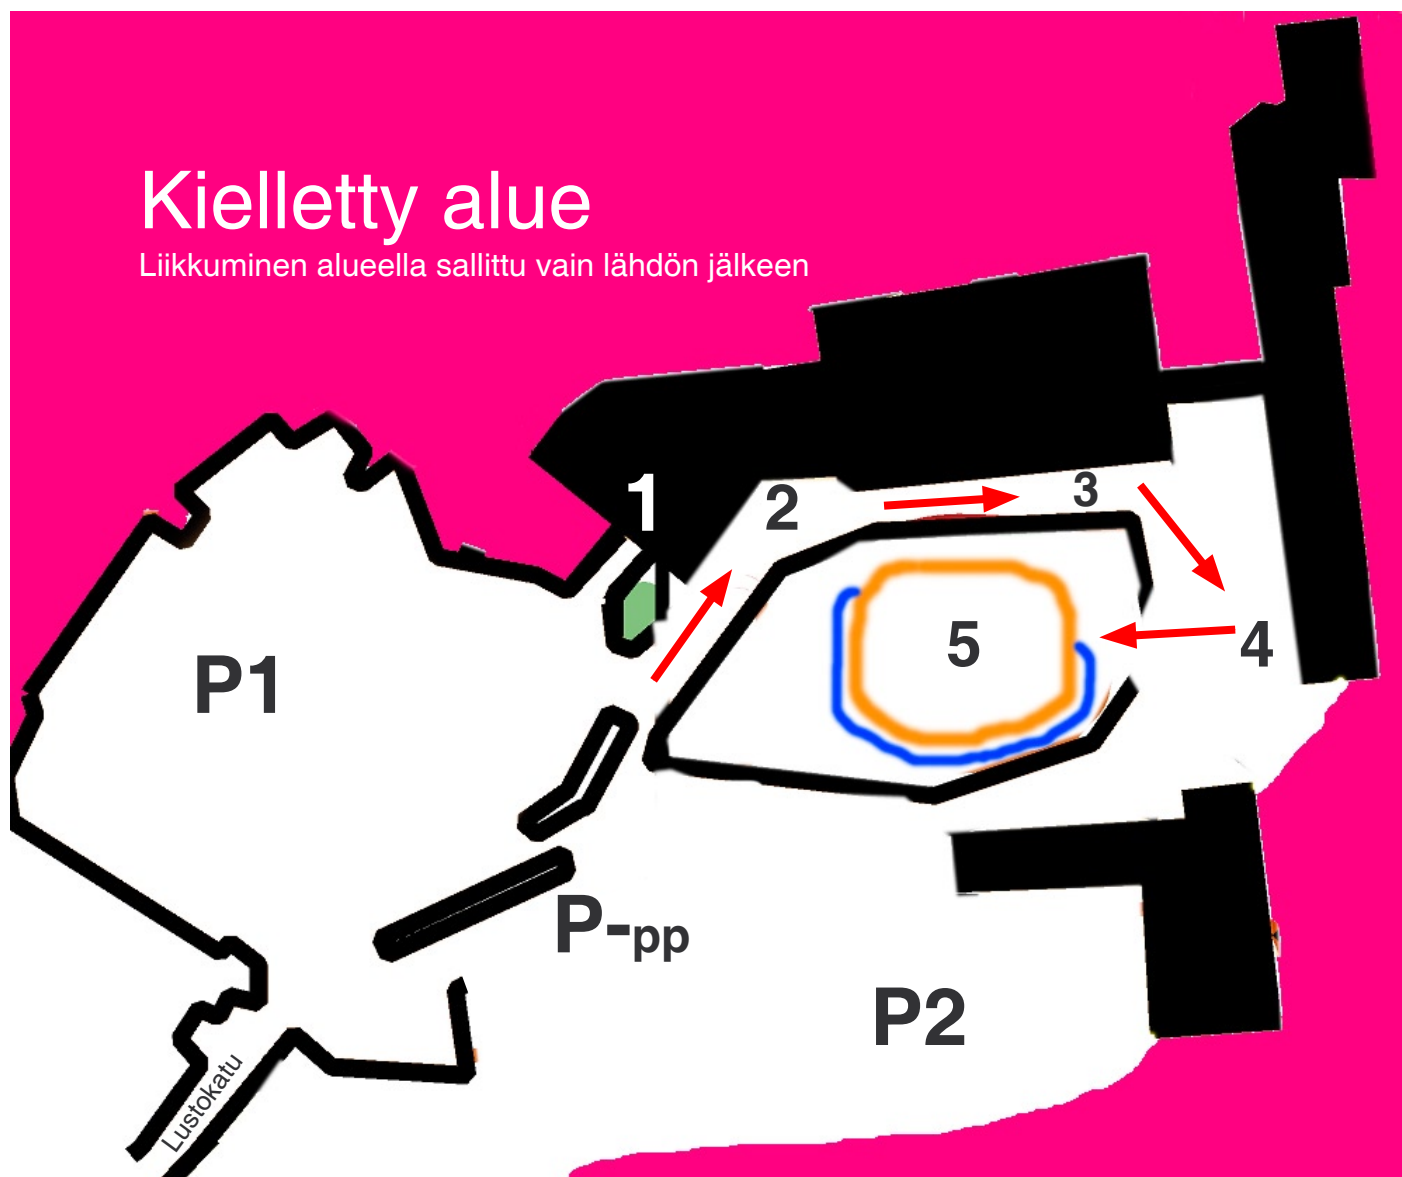 Kielletty alue
Liikkuminen alueella sallittu vain lähdön jälkeen
1
2
3
4
5
P1
P-pp
P2
Lustokatu